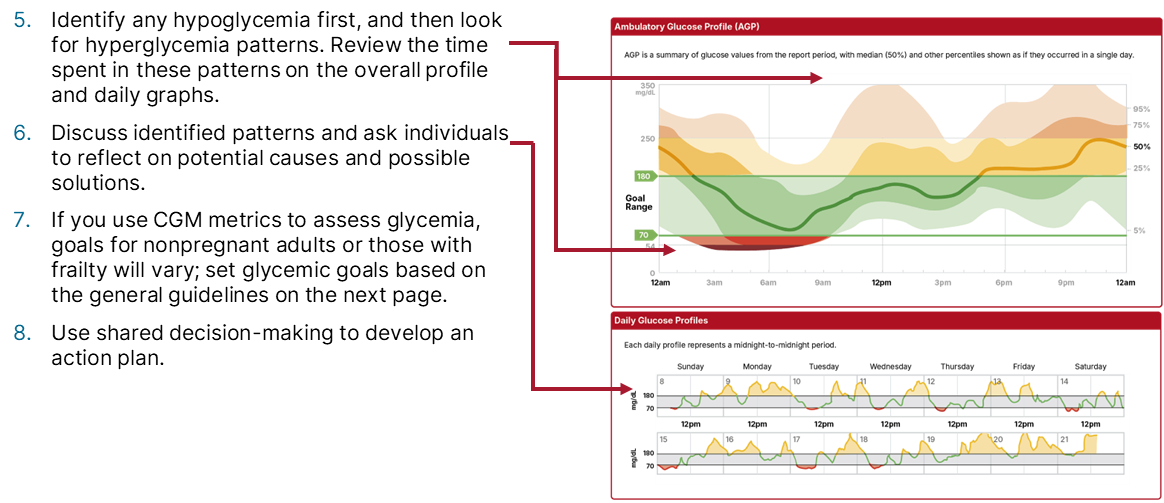 5. Identify any hypoglycemia first, and then look
for hyperglycemia patterns. Review the time
spent in these patterns on the overall profile
and daily graphs.
6. Discuss identified patterns and ask individuals
to reflect on potential causes and possible
solutions.
7. If you use CGM metrics to assess glycemia,
goals for nonpregnant adults or those with
frailty will vary; set glycemic goals based on
the general guidelines on the next page.
8. Use shared decision-making to develop an
action plan.
Ambulatory Glucose Profile (AGP)
AGP is a summary of glucose values from the report period, with median (50%) and other percentiles shown as if they occurred in a single day.
350
mg/dL
95%
75%
250
50%
25%
180
Goal
Range
70
5%
54
0
12am 3am 6am 9am 12pm 3pm 6pm 9pm 12am
Daily Glucose Profiles
Each daily profile represents a midnight-to-midnight period.
Sunday Monday Tuesday Wednesday Thursday Friday Saturday
8 9 10 11 12 13 14
mg/dL
180
70
12pm 12pm 12pm 12pm 12pm 12pm 12pm
15 16 17 18 19 20 21
mg/dL
180
70